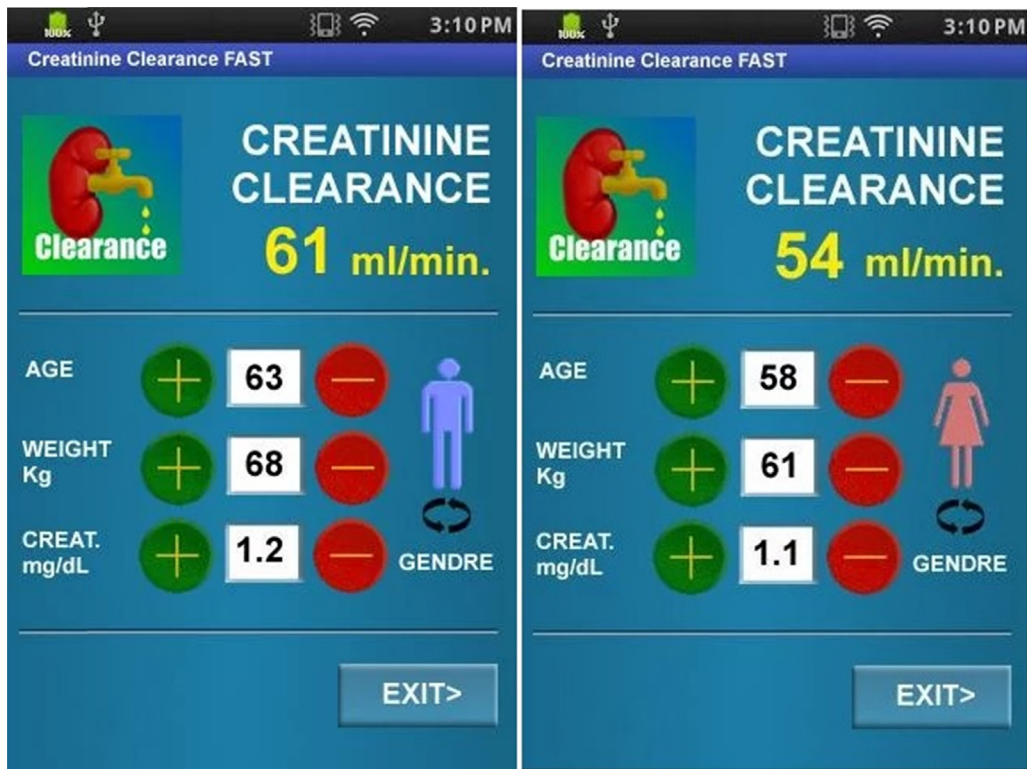 100% 3:10 PM
Creatinine Clearance FAST
CREATININE
CLEARANCE
Clearance
61 ml/min.
AGE
63
WEIGHT
Kg
68
CREAT.
mg/dL
1.2
GENDRE
EXIT>
100% 3:10 PM
Creatinine Clearance FAST
CREATININE
CLEARANCE
Clearance
54 ml/min.
AGE
58
WEIGHT
Kg
61
CREAT.
mg/dL
1.1
GENDRE
EXIT>